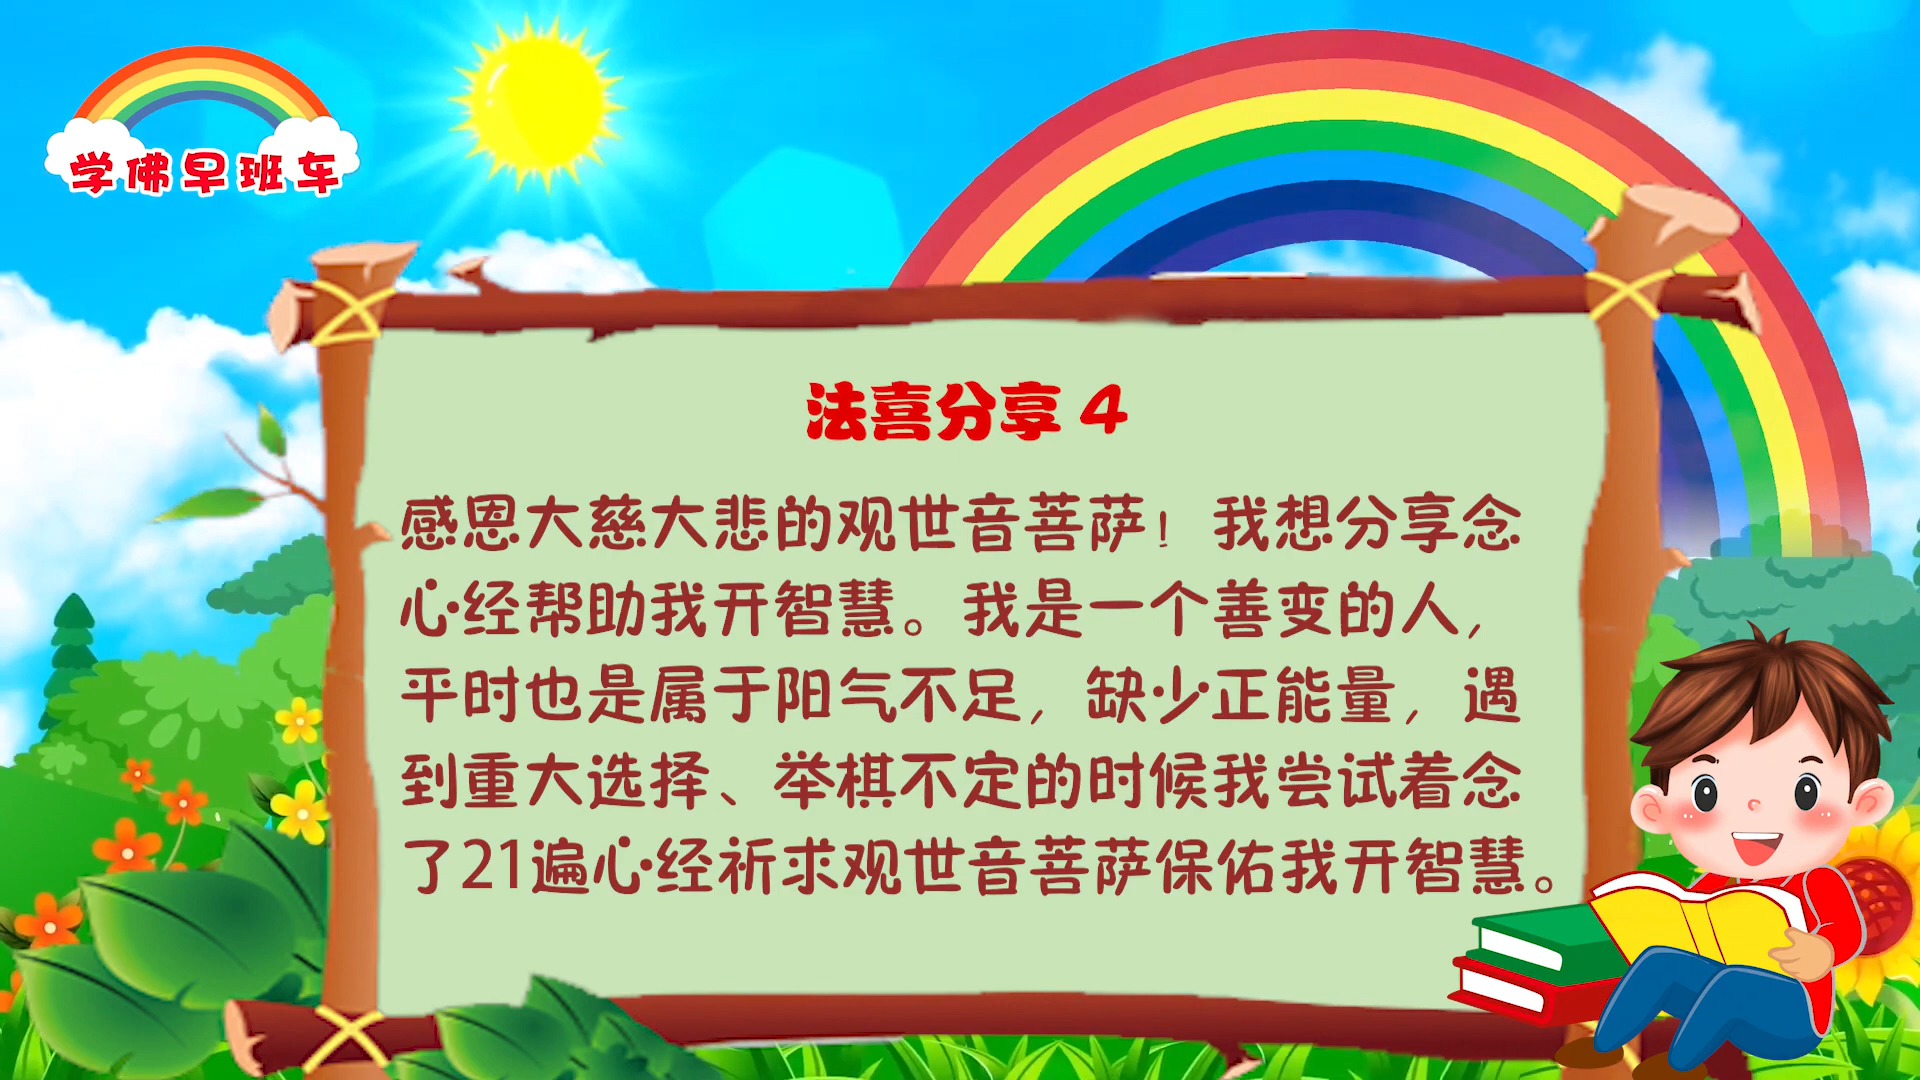 学佛早班车
法喜分享 4
感恩大慈大悲的观世音菩萨！我想分享念
心经帮助我开智慧。我是一个善变的人，
平时也是属于阳气不足，缺少正能量，遇
到重大选择、举棋不定的时候我尝试着念
了21遍心经祈求观世音菩萨保佑我开智慧。